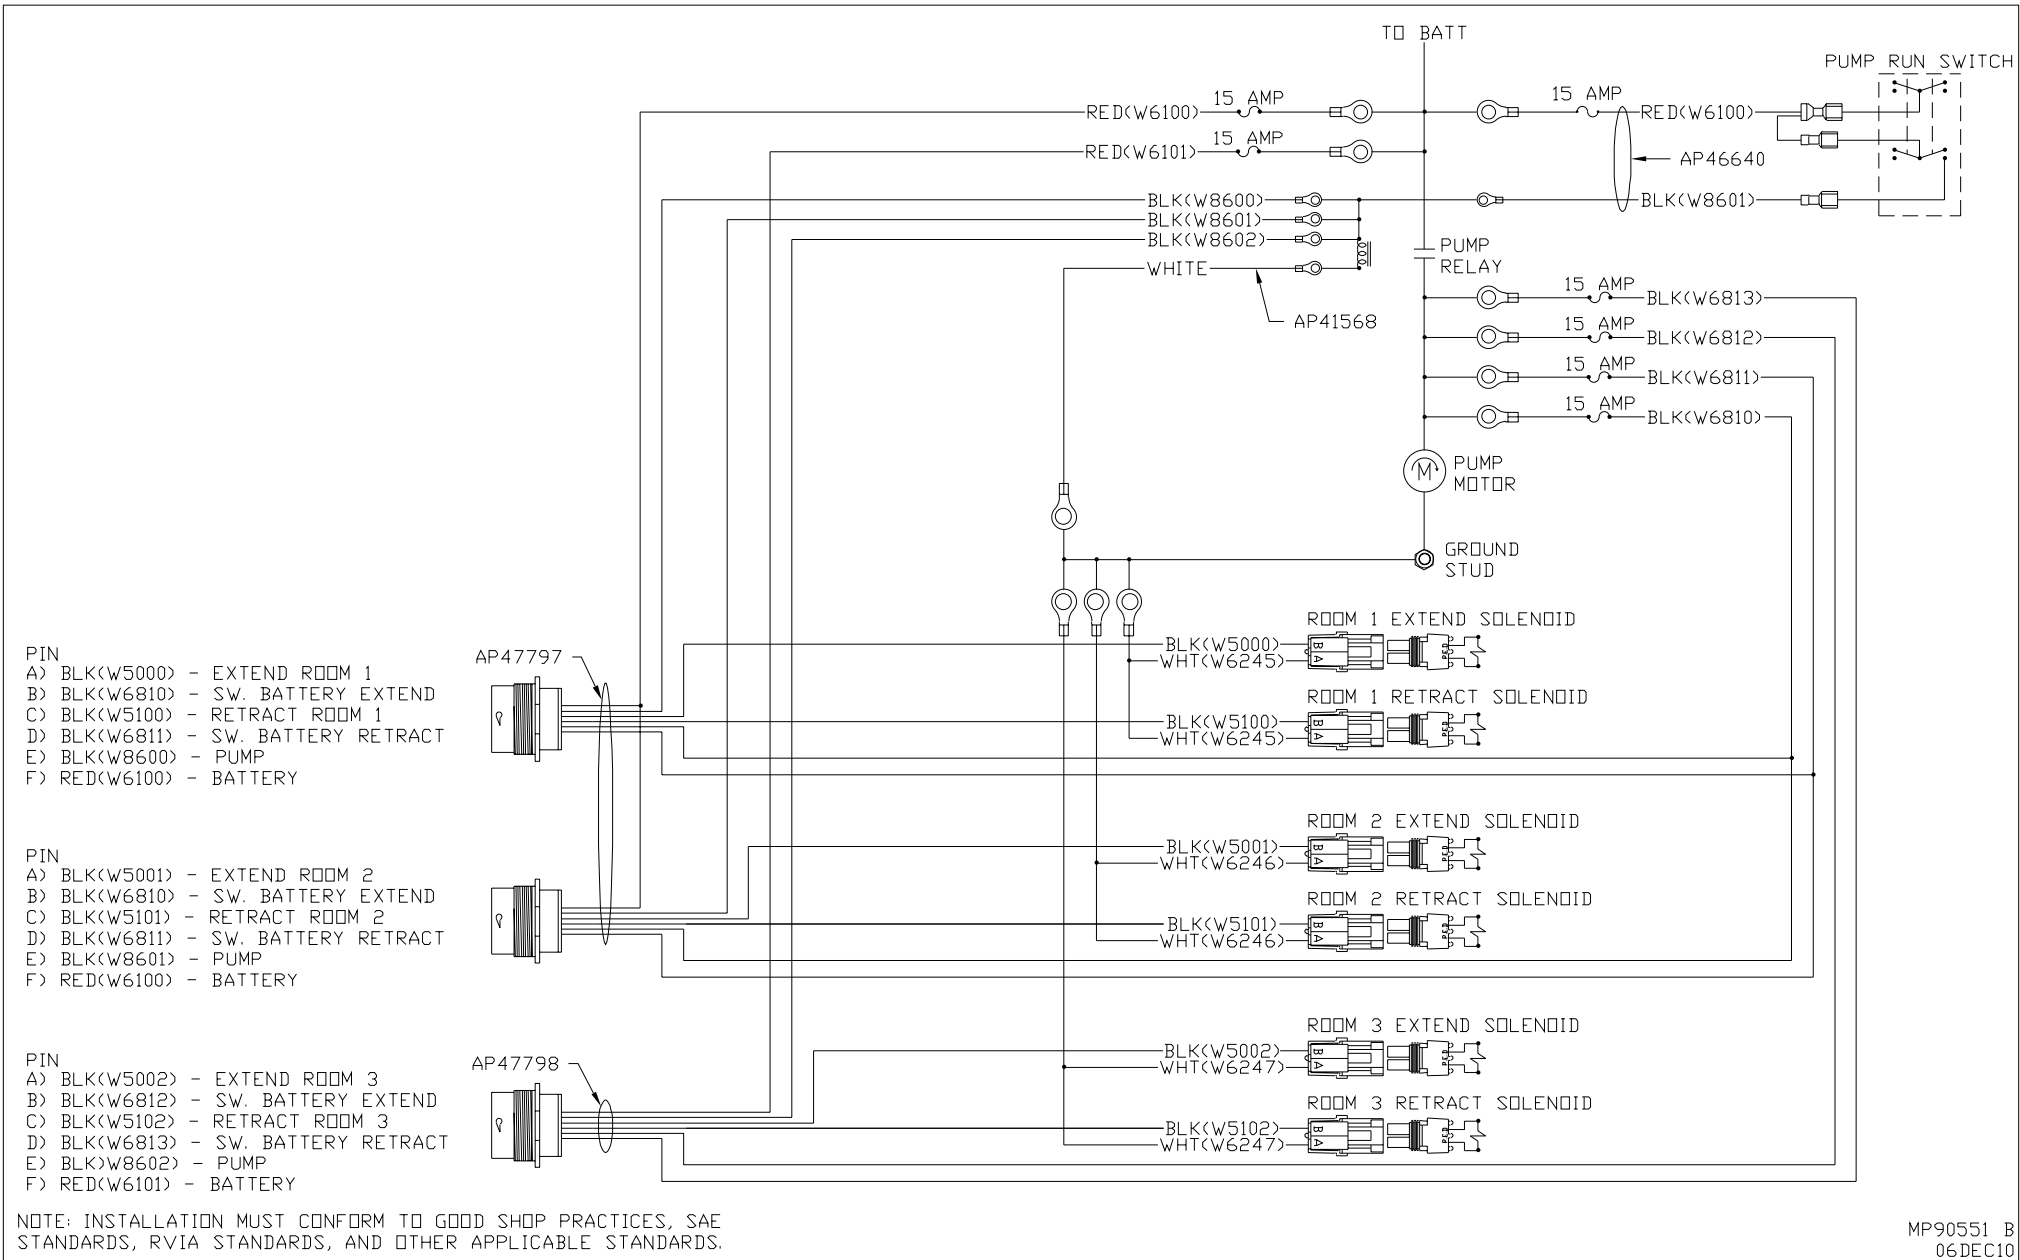 TO BATT
PUMP RUN SWITCH
15 AMP
RED(W6100)
15 AMP
RED(W6100)
15 AMP
RED(W6101)
AP46640
BLK(W8600)
BLK(W8601)
BLK(W8601)
BLK(W8602)
WHITE
PUMP
RELAY
AP41568
15 AMP
BLK(W6813)
15 AMP
BLK(W6812)
15 AMP
BLK(W6811)
15 AMP
BLK(W6810)
M
PUMP
MOTOR
GROUND
STUD
PIN
A) BLK(W5000) - EXTEND ROOM 1
B) BLK(W6810) - SW. BATTERY EXTEND
C) BLK(W5100) - RETRACT ROOM 1
D) BLK(W6811) - SW. BATTERY RETRACT
E) BLK(W8600) - PUMP
F) RED(W6100) - BATTERY
AP47797
ROOM 1 EXTEND SOLENOID
BLK(W5000)
WHT(W6245)
B
A
ROOM 1 RETRACT SOLENOID
BLK(W5100)
WHT(W6245)
B
A
PIN
A) BLK(W5001) - EXTEND ROOM 2
B) BLK(W6810) - SW. BATTERY EXTEND
C) BLK(W5101) - RETRACT ROOM 2
D) BLK(W6811) - SW. BATTERY RETRACT
E) BLK(W8601) - PUMP
F) RED(W6100) - BATTERY
ROOM 2 EXTEND SOLENOID
BLK(W5001)
WHT(W6246)
B
A
ROOM 2 RETRACT SOLENOID
BLK(W5101)
WHT(W6246)
B
A
PIN
A) BLK(W5002) - EXTEND ROOM 3
B) BLK(W6812) - SW. BATTERY EXTEND
C) BLK(W5102) - RETRACT ROOM 3
D) BLK(W6813) - SW. BATTERY RETRACT
E) BLK)W8602) - PUMP
F) RED(W6101) - BATTERY
AP47798
ROOM 3 EXTEND SOLENOID
BLK(W5002)
WHT(W6247)
B
A
ROOM 3 RETRACT SOLENOID
BLK(W5102)
WHT(W6247)
B
A
NOTE: INSTALLATION MUST CONFORM TO GOOD SHOP PRACTICES, SAE
STANDARDS, RVIA STANDARDS, AND OTHER APPLICABLE STANDARDS.
MP90551 B
06DEC10